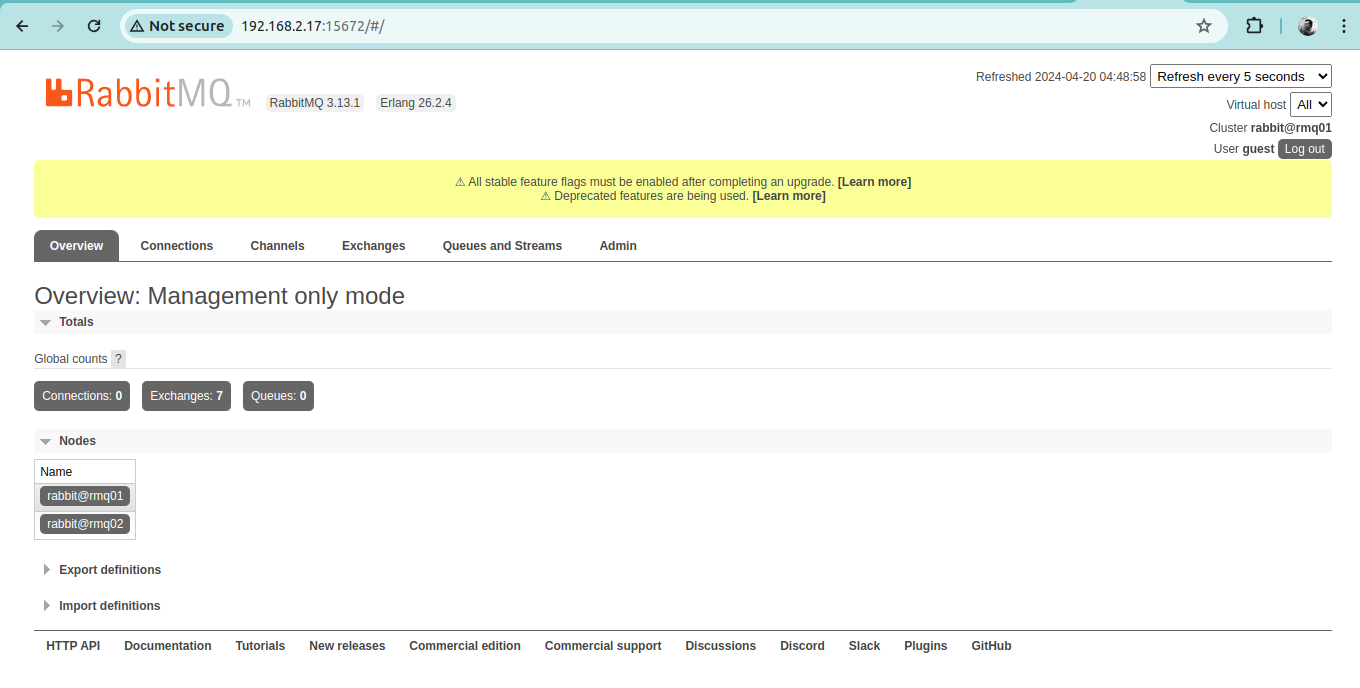 Not secure 192.168.2.17:15672/#/
RabbitMQ TM RabbitMQ 3.13.1 Erlang 26.2.4
Refreshed 2024-04-20 04:48:58 Refresh every 5 seconds
Virtual host All
Cluster rabbit@rmq01
User guest Log out
⚠ All stable feature flags must be enabled after completing an upgrade. [Learn more]
⚠ Deprecated features are being used. [Learn more]
Overview Connections Channels Exchanges Queues and Streams Admin
Overview: Management only mode
Totals
Global counts ?
Connections: 0 Exchanges: 7 Queues: 0
Nodes
Name
rabbit@rmq01
rabbit@rmq02
Export definitions
Import definitions
HTTP API Documentation Tutorials New releases Commercial edition Commercial support Discussions Discord Slack Plugins GitHub